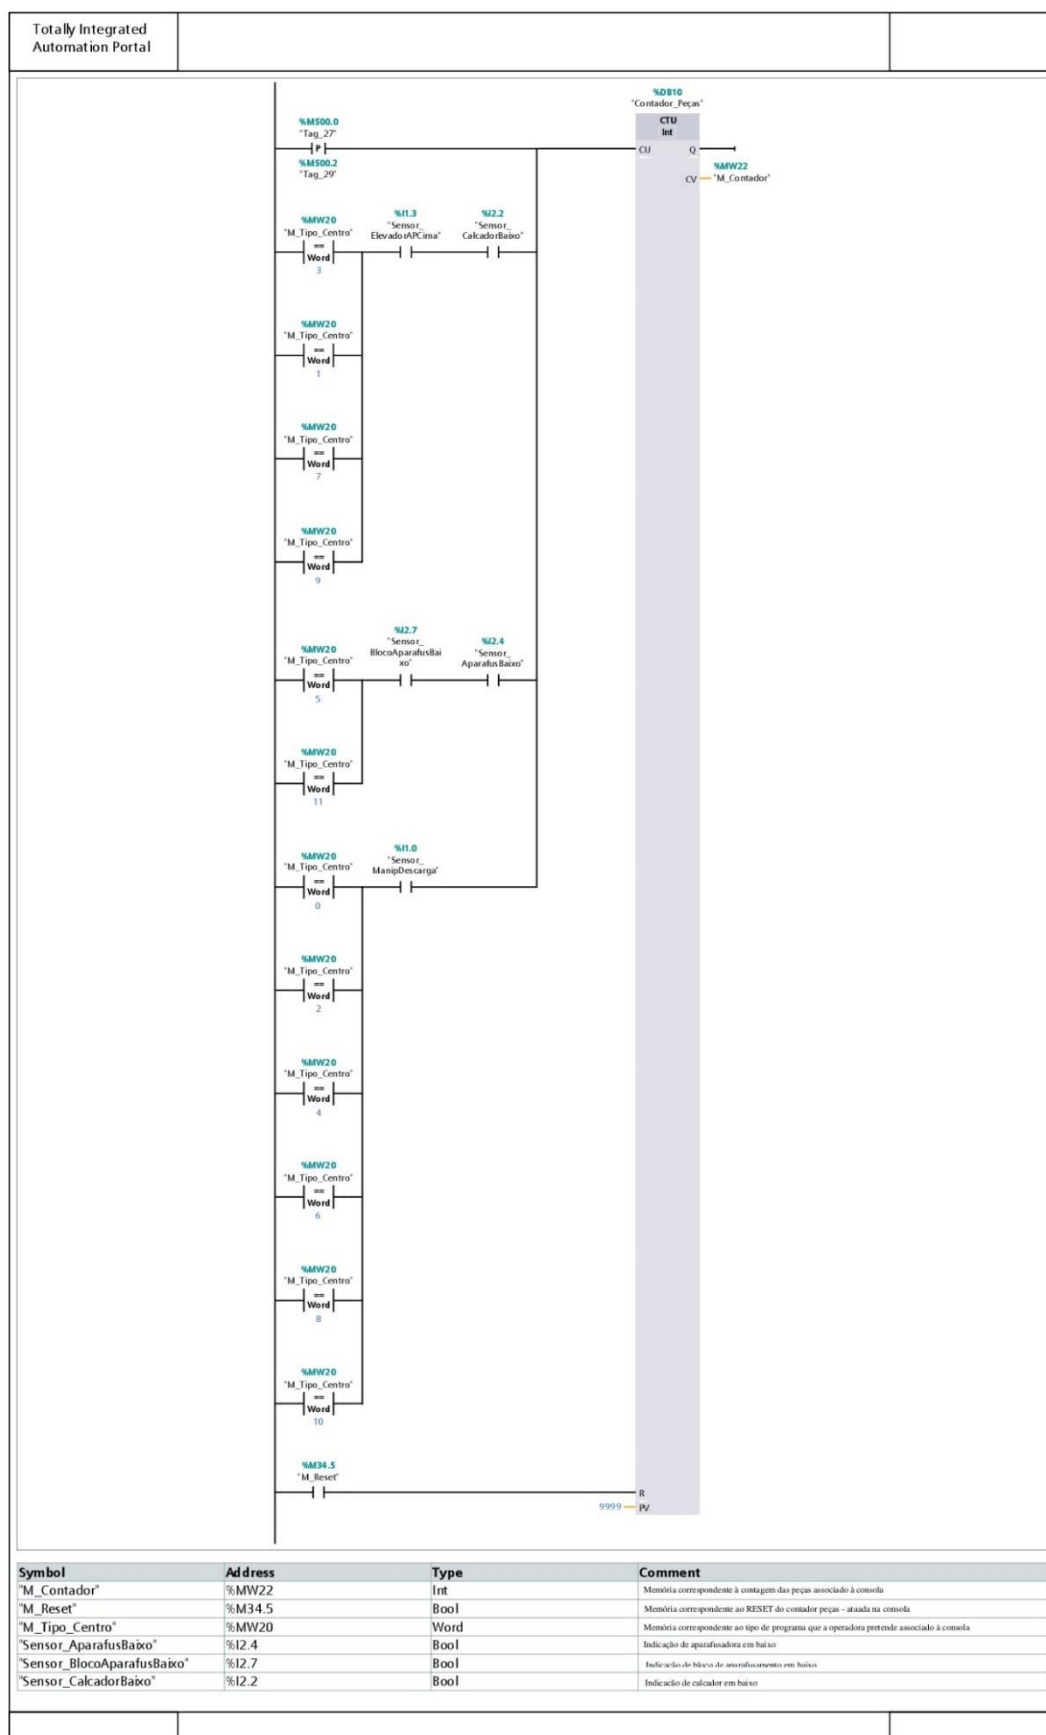 Totally Integrated
Automation Portal
%DB10
"Contador_Peças"
CTU
Int
%M500.0
"Tag_27"
P
CU
Q
%M500.2
"Tag_29"
%MW22
CV
"M_Contador"
%MW20
"M_Tipo_Centro"
==
Word
3
%I1.3
"Sensor_
ElevadorAPCima"
%I2.2
"Sensor_
CalcadorBaixo"
%MW20
"M_Tipo_Centro"
==
Word
1
%MW20
"M_Tipo_Centro"
==
Word
7
%MW20
"M_Tipo_Centro"
==
Word
9
%MW20
"M_Tipo_Centro"
==
Word
5
%I2.7
"Sensor_
BlocoAparafusBai
xo"
%I2.4
"Sensor_
AparafusBaixo"
%MW20
"M_Tipo_Centro"
==
Word
11
%MW20
"M_Tipo_Centro"
==
Word
0
%I1.0
"Sensor_
ManipDescarga"
%MW20
"M_Tipo_Centro"
==
Word
2
%MW20
"M_Tipo_Centro"
==
Word
4
%MW20
"M_Tipo_Centro"
==
Word
6
%MW20
"M_Tipo_Centro"
==
Word
8
%MW20
"M_Tipo_Centro"
==
Word
10
%M34.5
"M_Reset"
R
9999
PV
Symbol Address Type Comment
"M_Contador" %MW22 Int Memória correspondente à contagem das peças associado à consola
"M_Reset" %M34.5 Bool Memória correspondente ao RESET do contador peças - atuada na consola
"M_Tipo_Centro" %MW20 Word Memória correspondente ao tipo de programa que a operadora pretende associado à consola
"Sensor_AparafusBaixo" %I2.4 Bool Indicação de aparafusadora em baixo
"Sensor_BlocoAparafusBaixo" %I2.7 Bool Indicação de bloco de aparafusamento em baixo
"Sensor_CalcadorBaixo" %I2.2 Bool Indicação de calcador em baixo